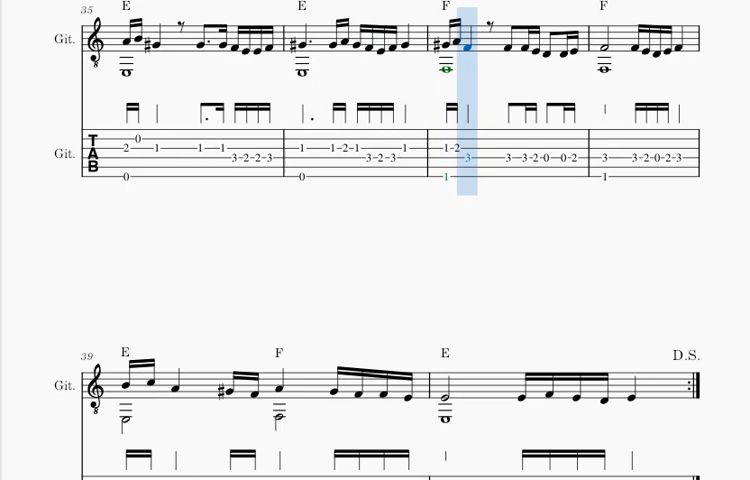 35 E E F F
Git.
8
Git. T A B
2 0 1 1 1 3-2-2-3 1 1-2-1 3-2-3 1 1-2 3 3 3-2-0 0-2 3 3-2-0-2-3
0 0 1 1
39 E F E D.S.
Git.
8